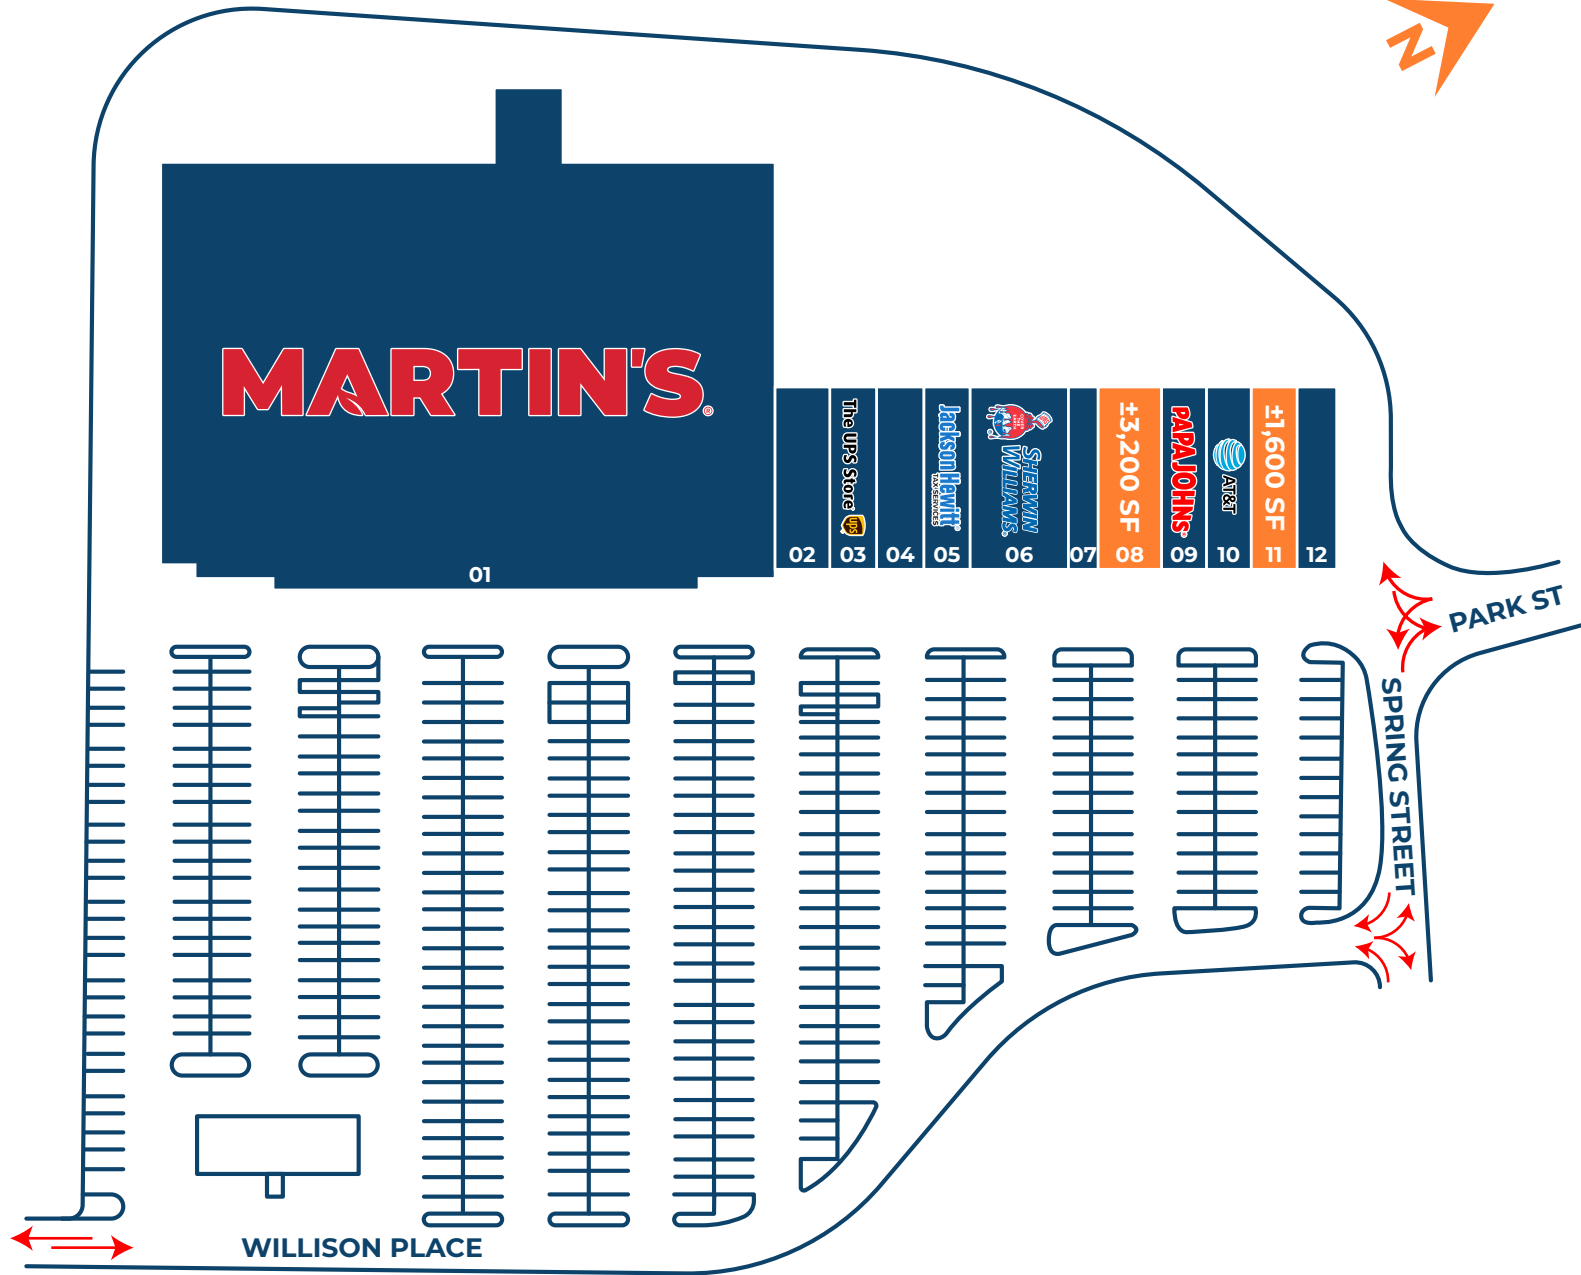 N
MARTIN'S®
01
02
The UPS Store
ups
03
04
Jackson Hewitt®
TAX SERVICES
05
SHERWIN
WILLIAMS®
06
07
±3,200 SF
08
PAPA JOHNS®
09
AT&T
10
±1,600 SF
11
12
PARK ST
SPRING STREET
WILLISON PLACE